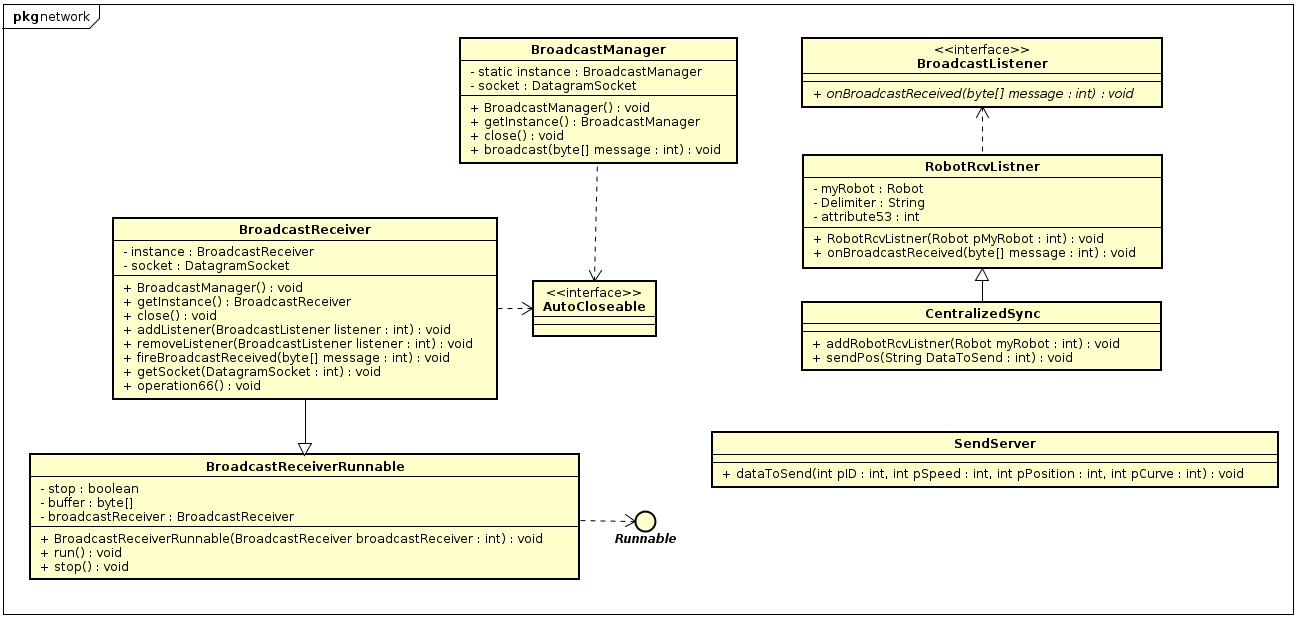 pkg network
BroadcastManager
- static instance : BroadcastManager
- socket : DatagramSocket
+ BroadcastManager() : void
+ getInstance() : BroadcastManager
+ close() : void
+ broadcast(byte[] message : int) : void
<<interface>>
BroadcastListener
+ onBroadcastReceived(byte[] message : int) : void
RobotRcvListner
- myRobot : Robot
- Delimiter : String
- attribute53 : int
+ RobotRcvListner(Robot pMyRobot : int) : void
+ onBroadcastReceived(byte[] message : int) : void
BroadcastReceiver
- instance : BroadcastReceiver
- socket : DatagramSocket
+ BroadcastManager() : void
+ getInstance() : BroadcastReceiver
+ close() : void
+ addListener(BroadcastListener listener : int) : void
+ removeListener(BroadcastListener listener : int) : void
+ fireBroadcastReceived(byte[] message : int) : void
+ getSocket(DatagramSocket : int) : void
+ operation66() : void
<<interface>>
AutoCloseable
CentralizedSync
+ addRobotRcvListner(Robot myRobot : int) : void
+ sendPos(String DataToSend : int) : void
SendServer
+ dataToSend(int pID : int, int pSpeed : int, int pPosition : int, int pCurve : int) : void
BroadcastReceiverRunnable
- stop : boolean
- buffer : byte[]
- broadcastReceiver : BroadcastReceiver
+ BroadcastReceiverRunnable(BroadcastReceiver broadcastReceiver : int) : void
+ run() : void
+ stop() : void
Runnable